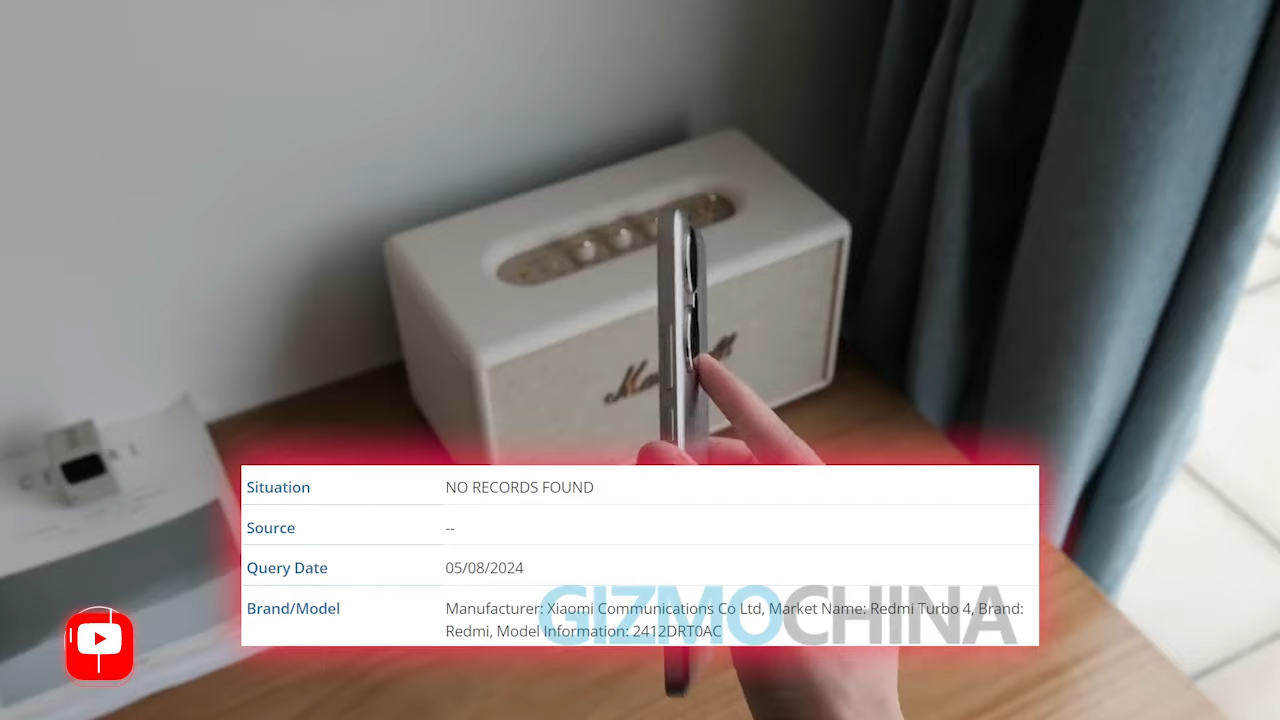 Situation NO RECORDS FOUND
Source --
Query Date 05/08/2024
Brand/Model Manufacturer: Xiaomi Communications Co Ltd, Market Name: Redmi Turbo 4, Brand:
Redmi, Model Information: 2412DRT0AC
GIZMOCHINA